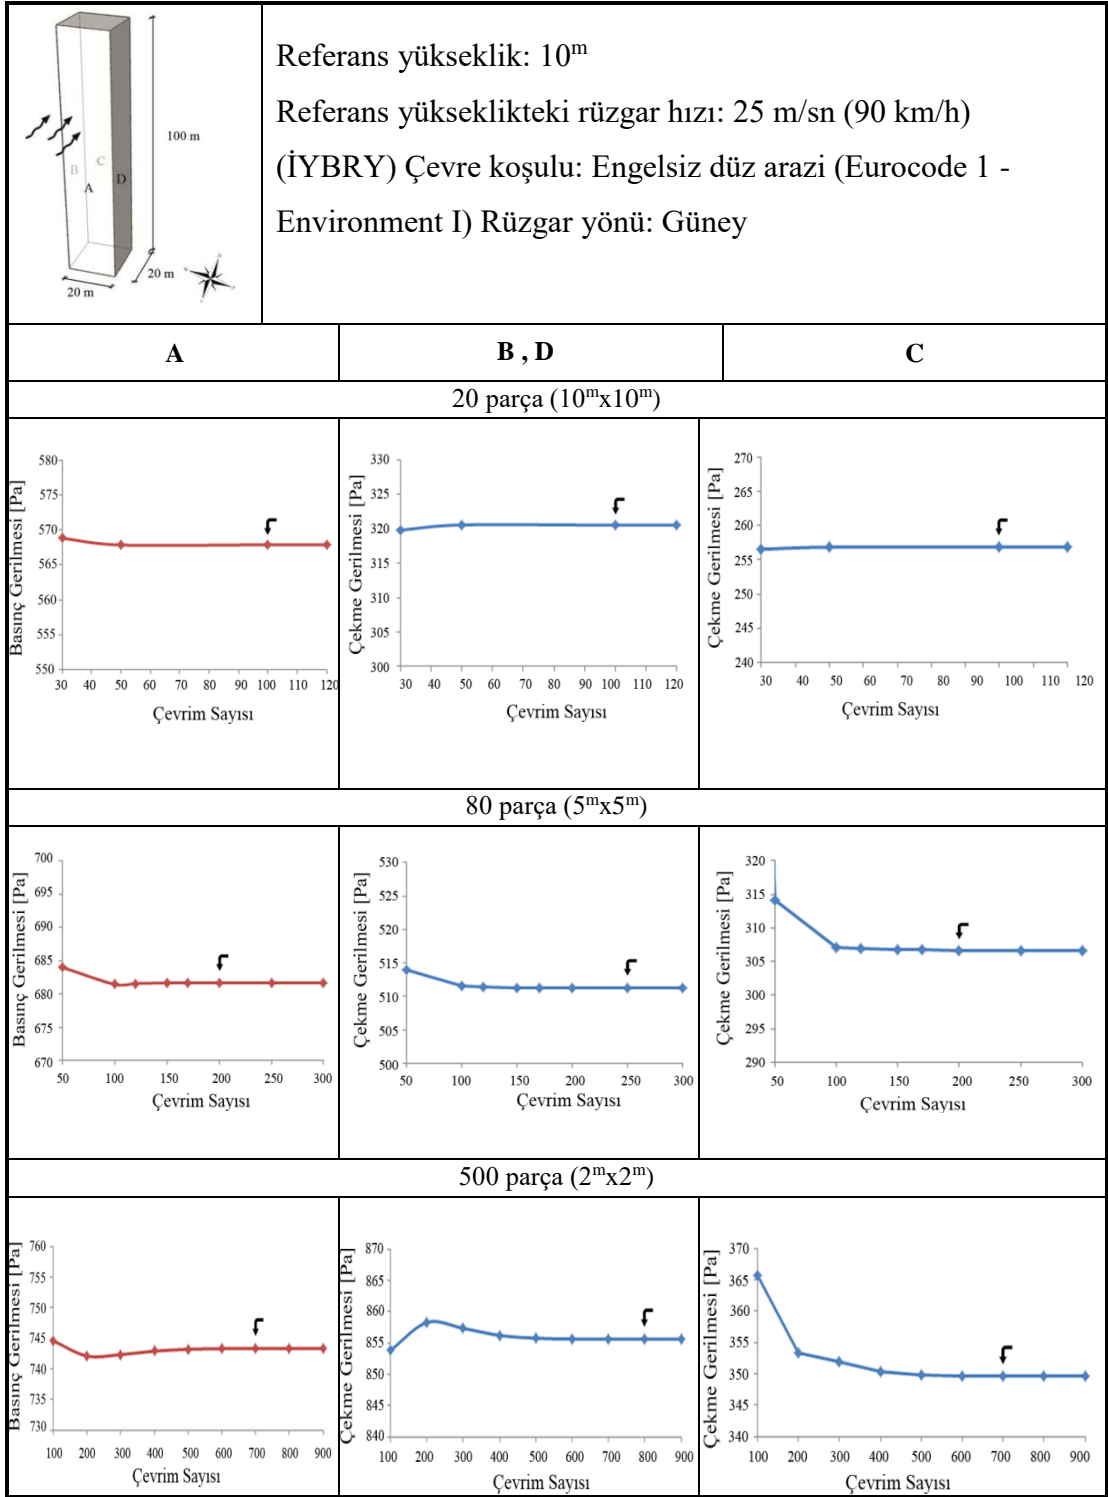 B
C
A
D
100 m
20 m
20 m
Referans yükseklik: 10m
Referans yükseklikteki rüzgar hızı: 25 m/sn (90 km/h)
(İYBRY) Çevre koşulu: Engelsiz düz arazi (Eurocode 1 -
Environment I) Rüzgar yönü: Güney
A
B , D
C
20 parça (10mx10m)
Basınç Gerilmesi [Pa]
580
575
570
565
560
555
550
30 40 50 60 70 80 90 100 110 120
Çevrim Sayısı
Çekme Gerilmesi [Pa]
330
325
320
315
310
305
300
30 40 50 60 70 80 90 100 110 120
Çevrim Sayısı
Çekme Gerilmesi [Pa]
270
265
260
255
250
245
240
30 40 50 60 70 80 90 100 110 120
Çevrim Sayısı
80 parça (5mx5m)
Basınç Gerilmesi [Pa]
700
695
690
685
680
675
670
50 100 150 200 250 300
Çevrim Sayısı
Çekme Gerilmesi [Pa]
530
525
520
515
510
505
500
50 100 150 200 250 300
Çevrim Sayısı
Çekme Gerilmesi [Pa]
320
315
310
305
300
295
290
50 100 150 200 250 300
Çevrim Sayısı
500 parça (2mx2m)
Basınç Gerilmesi [Pa]
760
755
750
745
740
735
730
100 200 300 400 500 600 700 800 900
Çevrim Sayısı
Çekme Gerilmesi [Pa]
870
865
860
855
850
845
840
100 200 300 400 500 600 700 800 900
Çevrim Sayısı
Çekme Gerilmesi [Pa]
370
365
360
355
350
345
340
100 200 300 400 500 600 700 800 900
Çevrim Sayısı